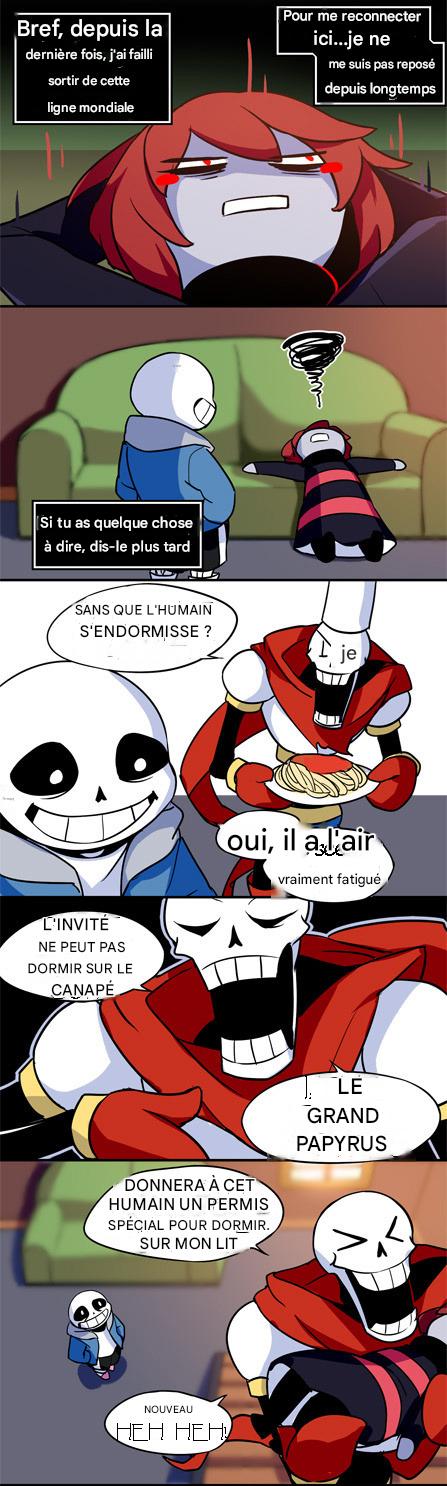 Bref, depuis la
dernière fois, j'ai failli
sortir de cette
ligne mondiale
Pour me reconnecter
ici...je ne
me suis pas reposé
depuis longtemps
Si tu as quelque chose
à dire, dis-le plus tard
SANS QUE L'HUMAIN
S'ENDORMISSE ?
je
oui, il a l'air
vraiment fatigué
L'INVITÉ
NE PEUT PAS
DORMIR SUR LE
CANAPÉ
LE
GRAND
PAPYRUS
DONNERA À CET
HUMAIN UN PERMIS
SPÉCIAL POUR DORMIR.
SUR MON LIT
NOUVEAU
HEH HEH!